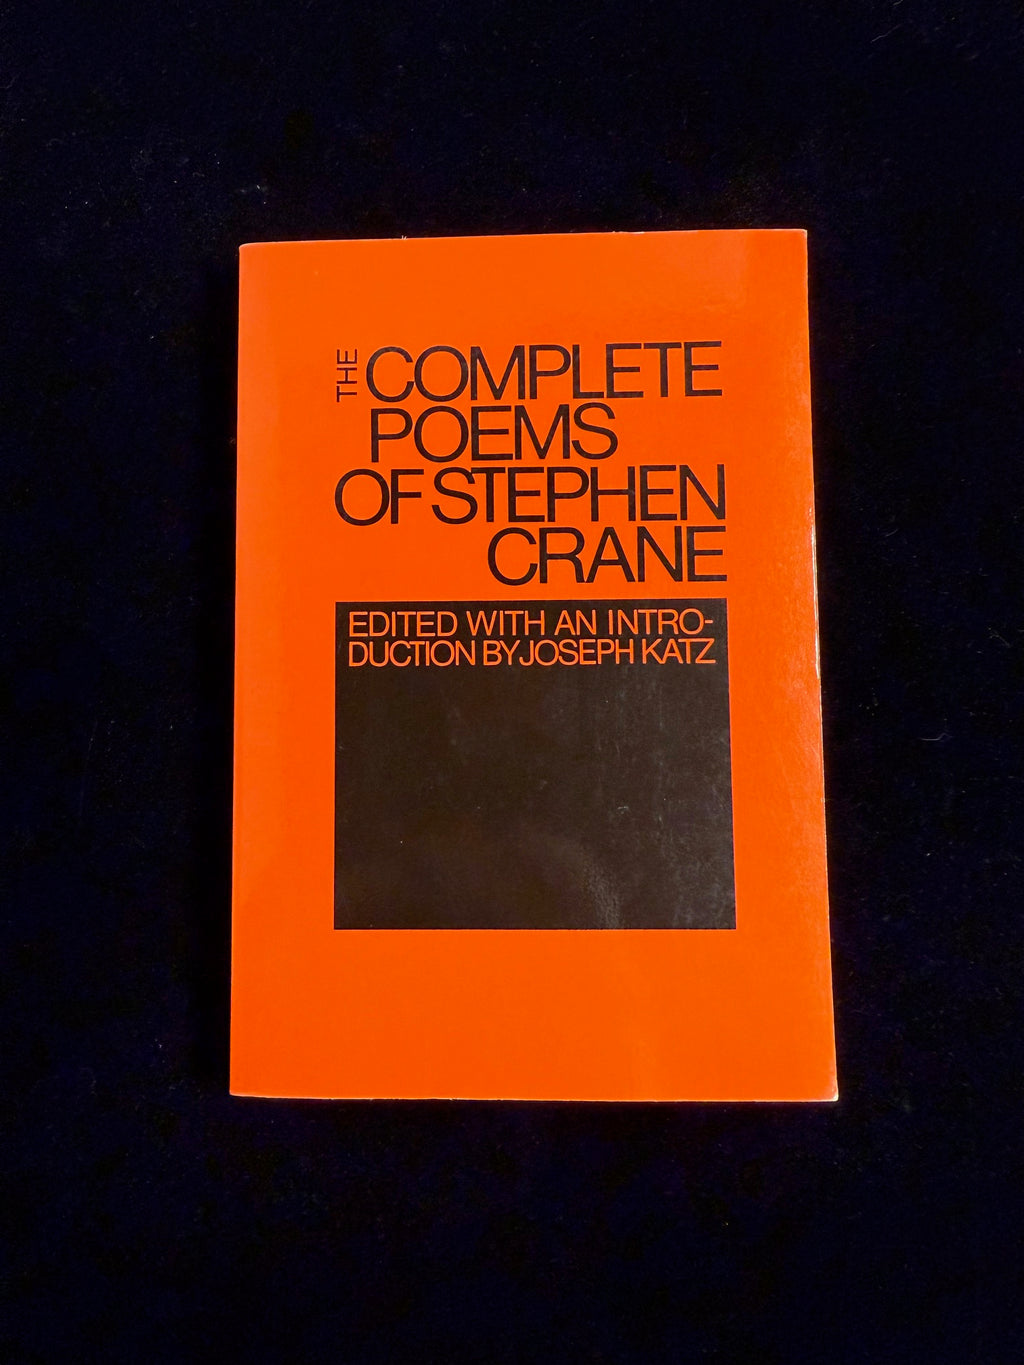 THE COMPLETE
POEMS
OF STEPHEN
CRANE
EDITED WITH AN INTRO-
DUCTION BY JOSEPH KATZ